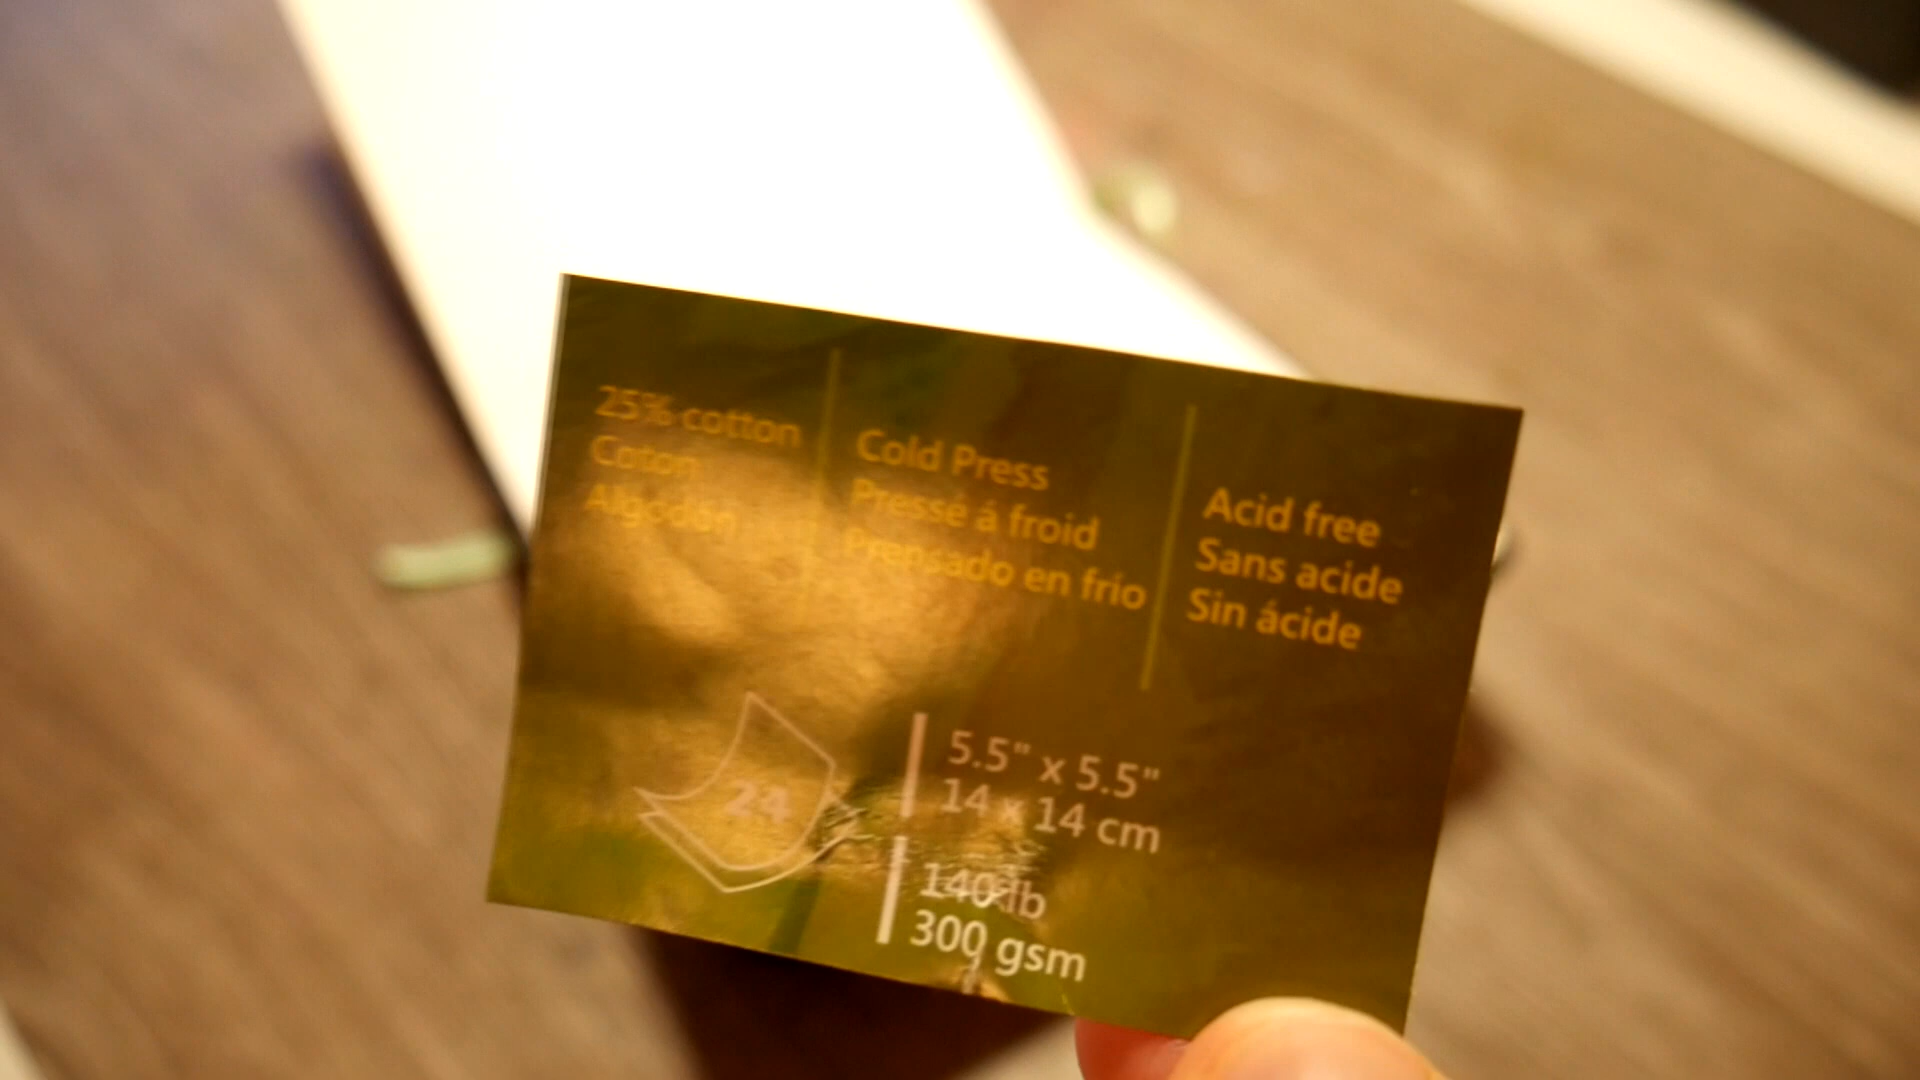 25% cotton
Coton
Algodón
Cold Press
Pressé á froid
Prensado en frío
Acid free
Sans acide
Sin ácide
24
5.5" x 5.5"
14 x 14 cm
140 lb
300 gsm